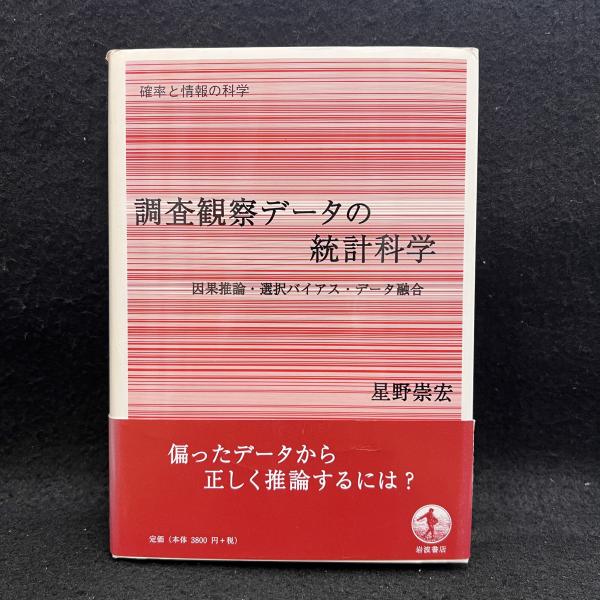 確率と情報の科学
調査観察データの
統計科学
因果推論・選択バイアス・データ融合
星野崇宏
偏ったデータから
正しく推論するには?
定価(本体 3800 円+税)
岩波書店